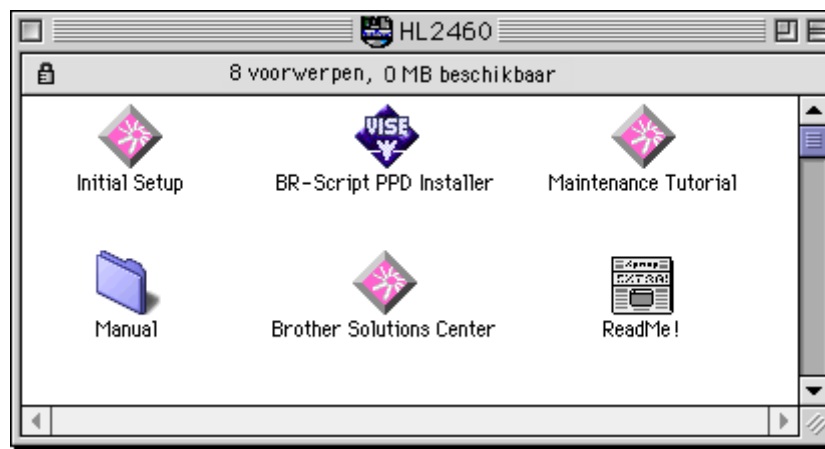 HL2460
8 voorwerpen, 0 MB beschikbaar
VISE
Initial Setup
BR-Script PPD Installer
Maintenance Tutorial
EXTRA!
Manual
Brother Solutions Center
ReadMe!